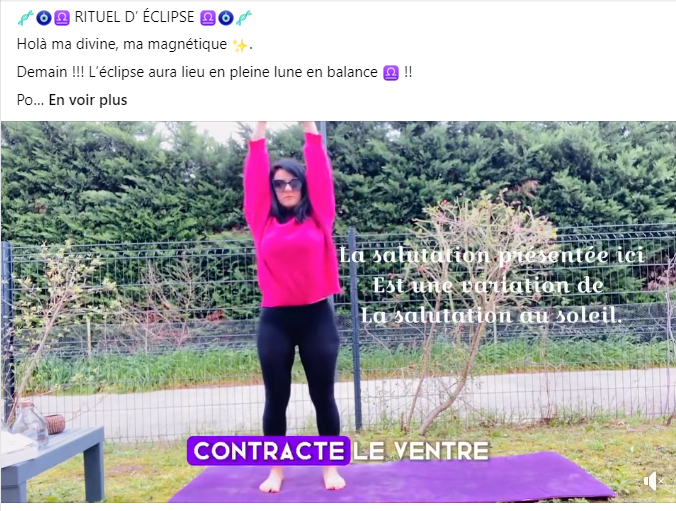 🧬🧿♎ RITUEL D’ ÉCLIPSE ♎🧿🧬
Holà ma divine, ma magnétique ✨.
Demain !!! L’éclipse aura lieu en pleine lune en balance ♎ !!
Po... En voir plus
La salutation présentée ici
Est une variation de
La salutation au soleil.
CONTRACTE LE VENTRE